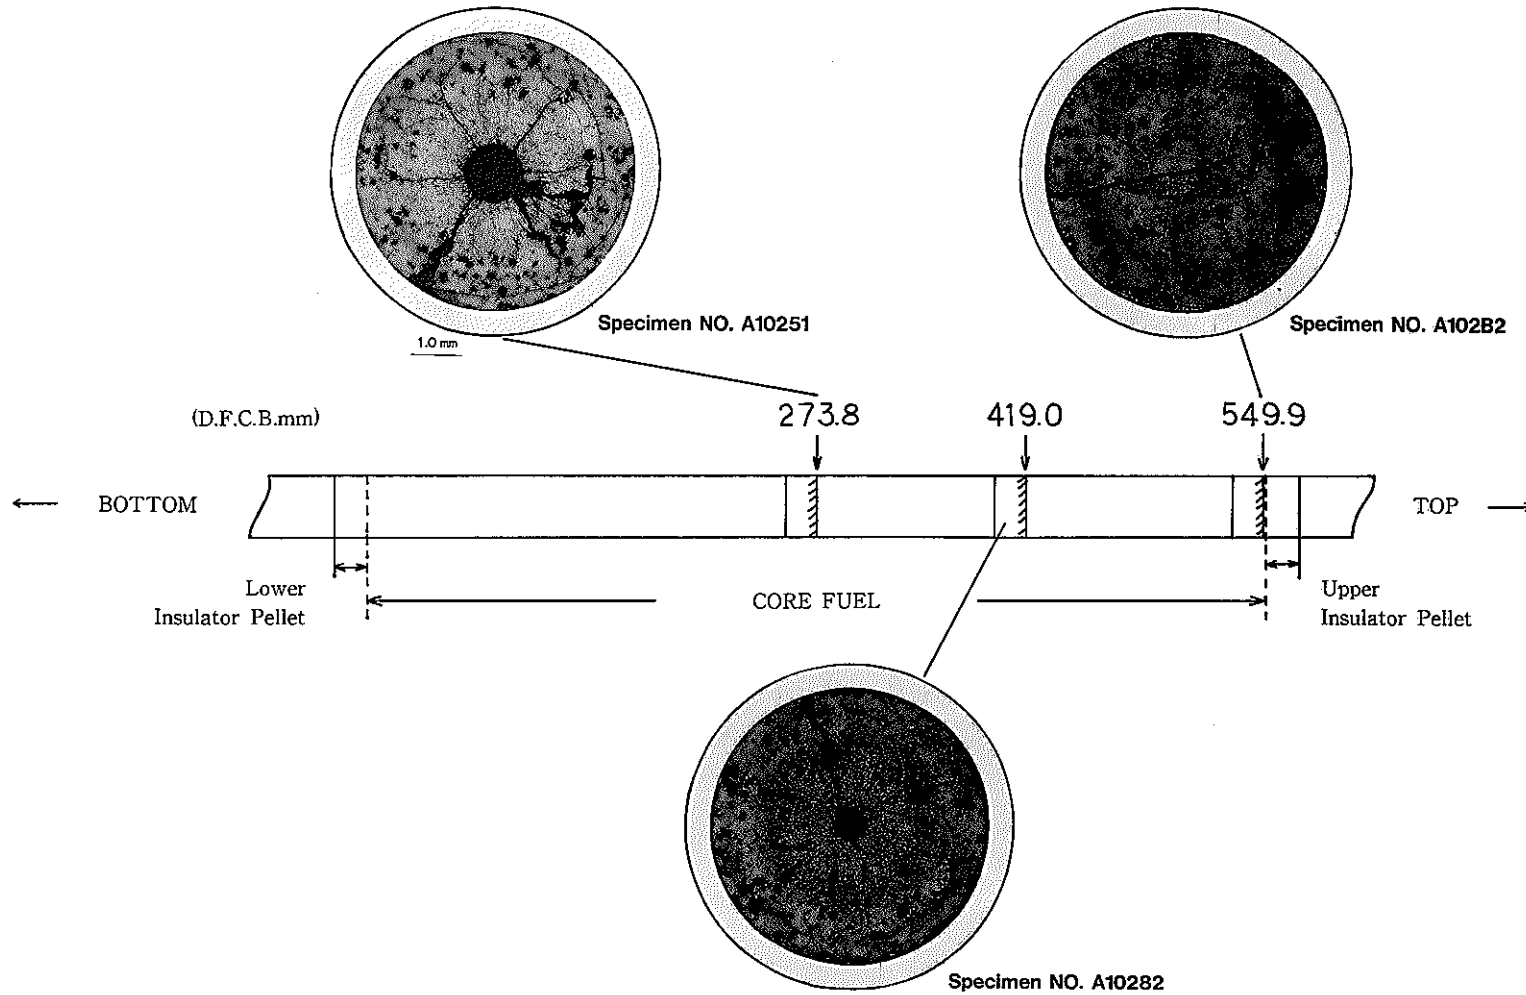 Specimen NO. A10251
Specimen NO. A102B2
1.0 mm
(D.F.C.B.mm)
273.8
419.0
549.9
BOTTOM
TOP
Lower
Insulator Pellet
CORE FUEL
Upper
Insulator Pellet
Specimen NO. A10282